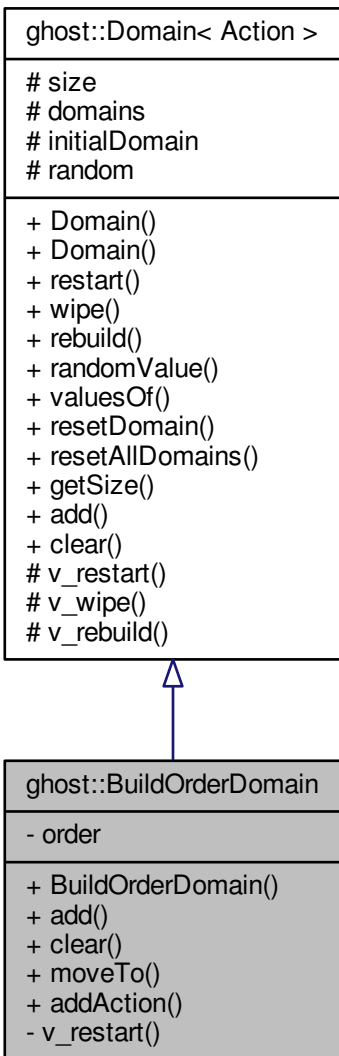 ghost::Domain< Action >
# size
# domains
# initialDomain
# random
+ Domain()
+ Domain()
+ restart()
+ wipe()
+ rebuild()
+ randomValue()
+ valuesOf()
+ resetDomain()
+ resetAllDomains()
+ getSize()
+ add()
+ clear()
# v_restart()
# v_wipe()
# v_rebuild()
ghost::BuildOrderDomain
- order
+ BuildOrderDomain()
+ add()
+ clear()
+ moveTo()
+ addAction()
- v_restart()